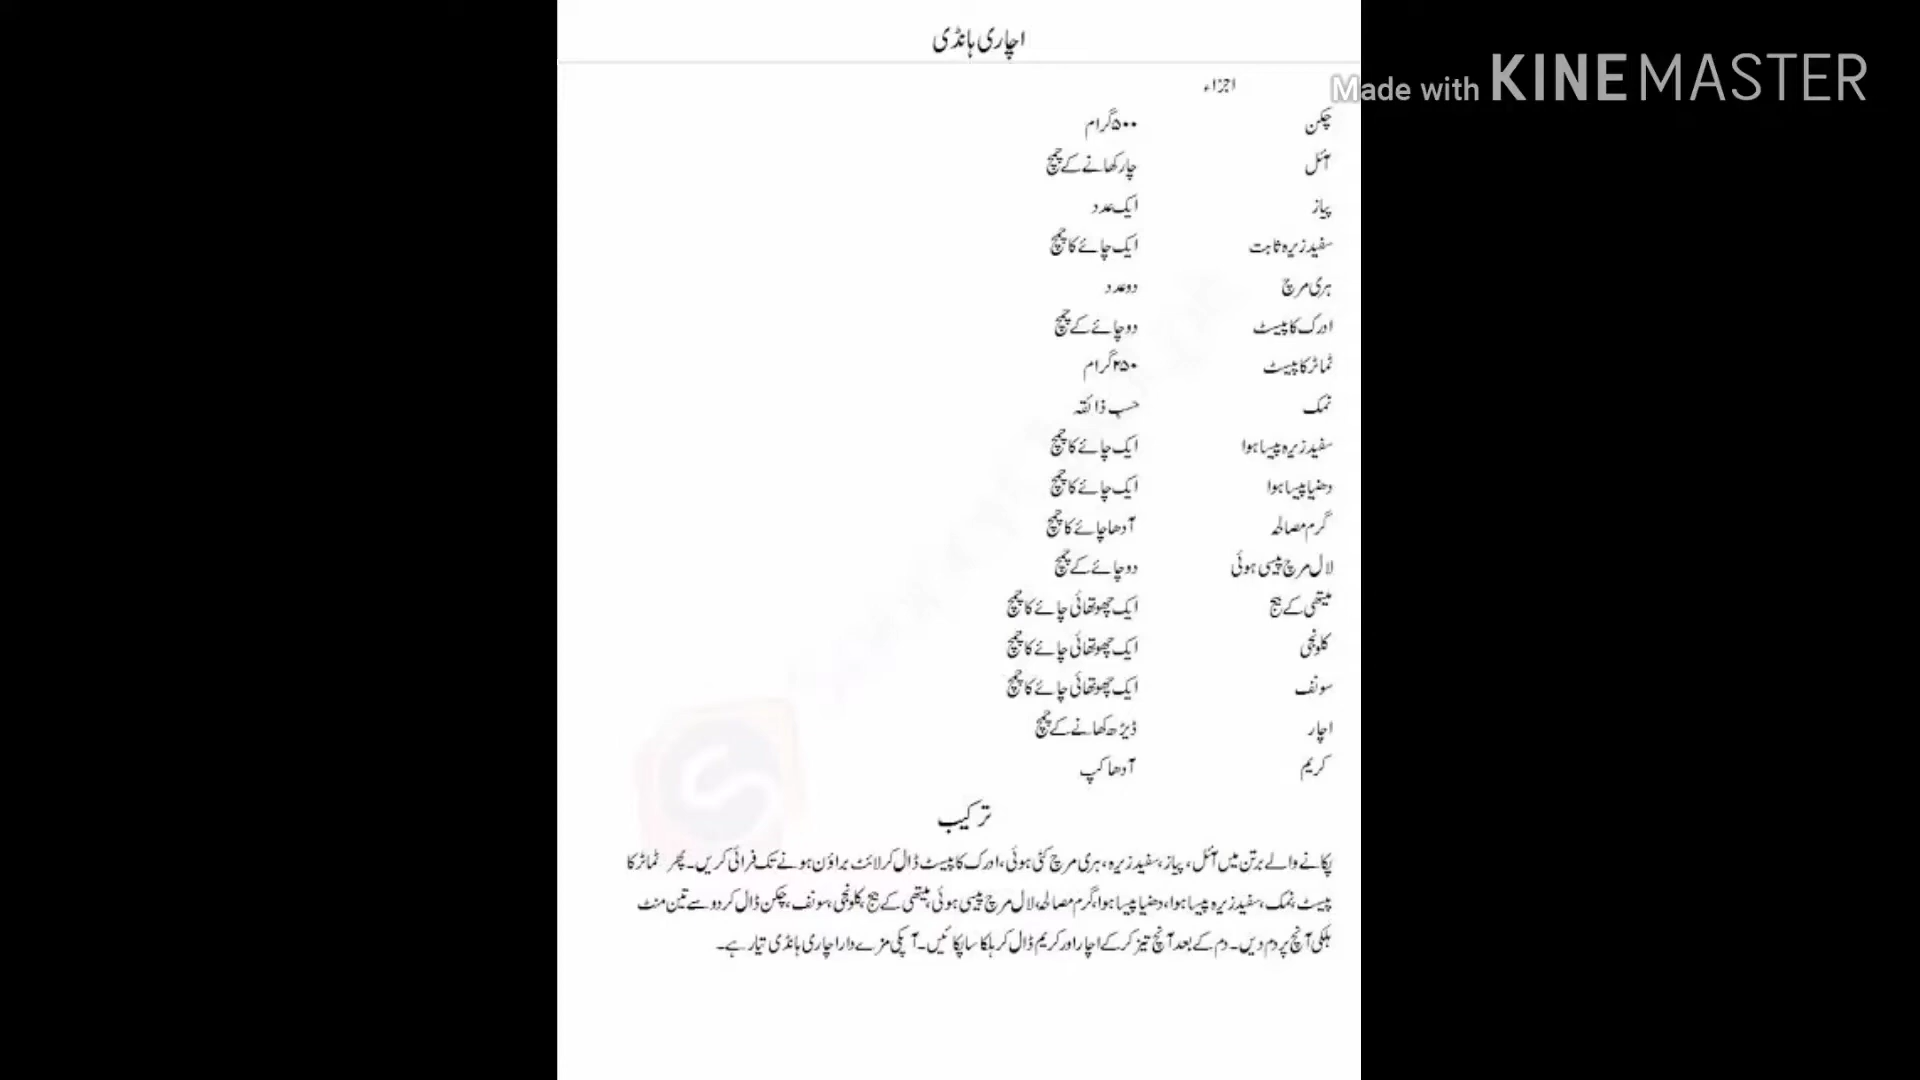 اچاری ہانڈی
Made with KINEMASTER
اجزاء
چکن ۵۰۰ گرام
آئل چار کھانے کے چمچ
پیاز ایک عدد
سفید زیرہ ثابت ایک چائے کا چمچ
ہری مرچ دو عدد
ادرک کا پیسٹ دو چائے کے چمچ
ٹماٹر کا پیسٹ ۲۵۰ گرام
نمک حسب ذائقہ
سفید زیرہ پیسا ہوا ایک چائے کا چمچ
دھنیا پیسا ہوا ایک چائے کا چمچ
گرم مصالحہ آدھا چائے کا چمچ
لال مرچ پیسی ہوئی دو چائے کے چمچ
میتھی کے بیج ایک چھوتھائی چائے کا چمچ
کلونجی ایک چھوتھائی چائے کا چمچ
سونف ایک چھوتھائی چائے کا چمچ
اچار ڈیڑھ کھانے کے چمچ
کریم آدھا کپ
ترکیب
پکانے والے برتن میں آئل، پیاز، سفید زیرہ، ہری مرچ کٹی ہوئی، ادرک کا پیسٹ ڈال کر لائٹ براؤن ہونے تک فرائی کریں۔ پھر ٹماٹر کا
پیسٹ، نمک، سفید زیرہ پیسا ہوا، دھنیا پیسا ہوا، گرم مصالحہ، لال مرچ پیسی ہوئی، میتھی کے بیج، کلونجی، سونف، چکن ڈال کر دو سے تین منٹ
ہلکی آنچ پر دم دیں۔ دم کے بعد آنچ تیز کر کے اچار اور کریم ڈال کر ہلکا سا پکائیں۔ آپکی مزے دار اچاری ہانڈی تیار ہے۔